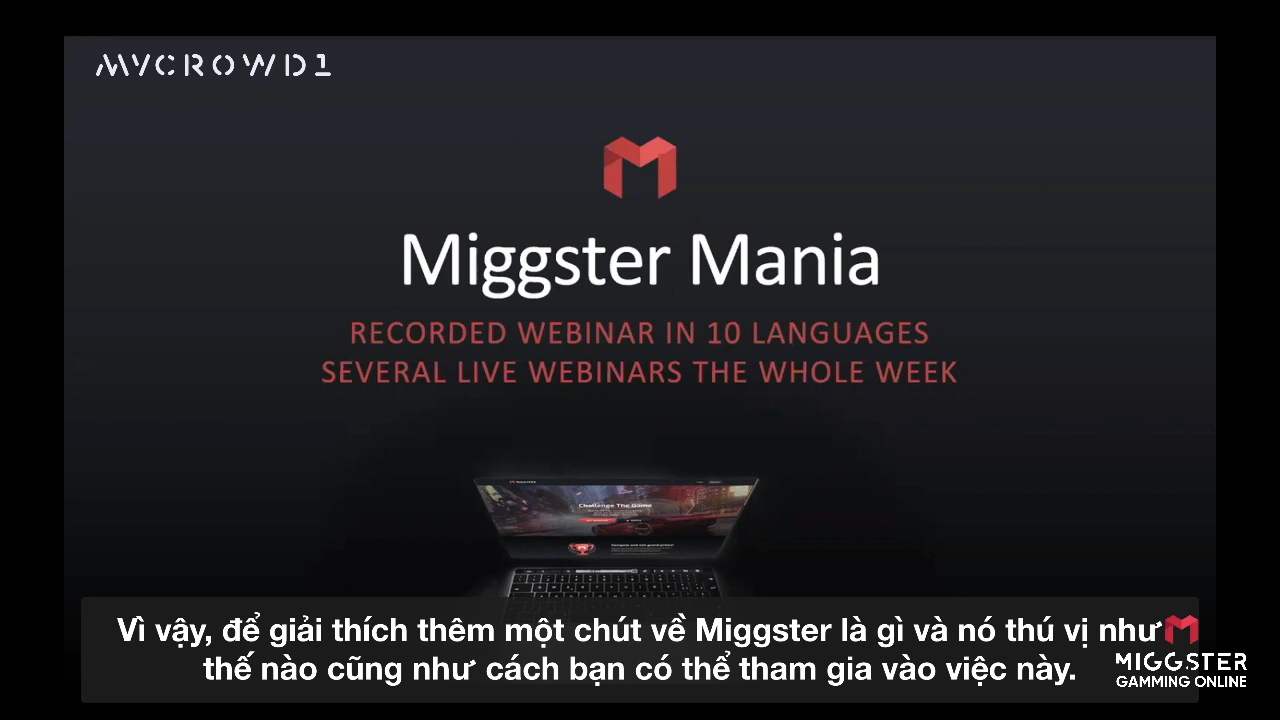 MYCROWD1
Miggster Mania
RECORDED WEBINAR IN 10 LANGUAGES
SEVERAL LIVE WEBINARS THE WHOLE WEEK
Challenge The Game
Vì vậy, để giải thích thêm một chút về Miggster là gì và nó thú vị như
thế nào cũng như cách bạn có thể tham gia vào việc này.
MIGGSTER
GAMMING ONLINE